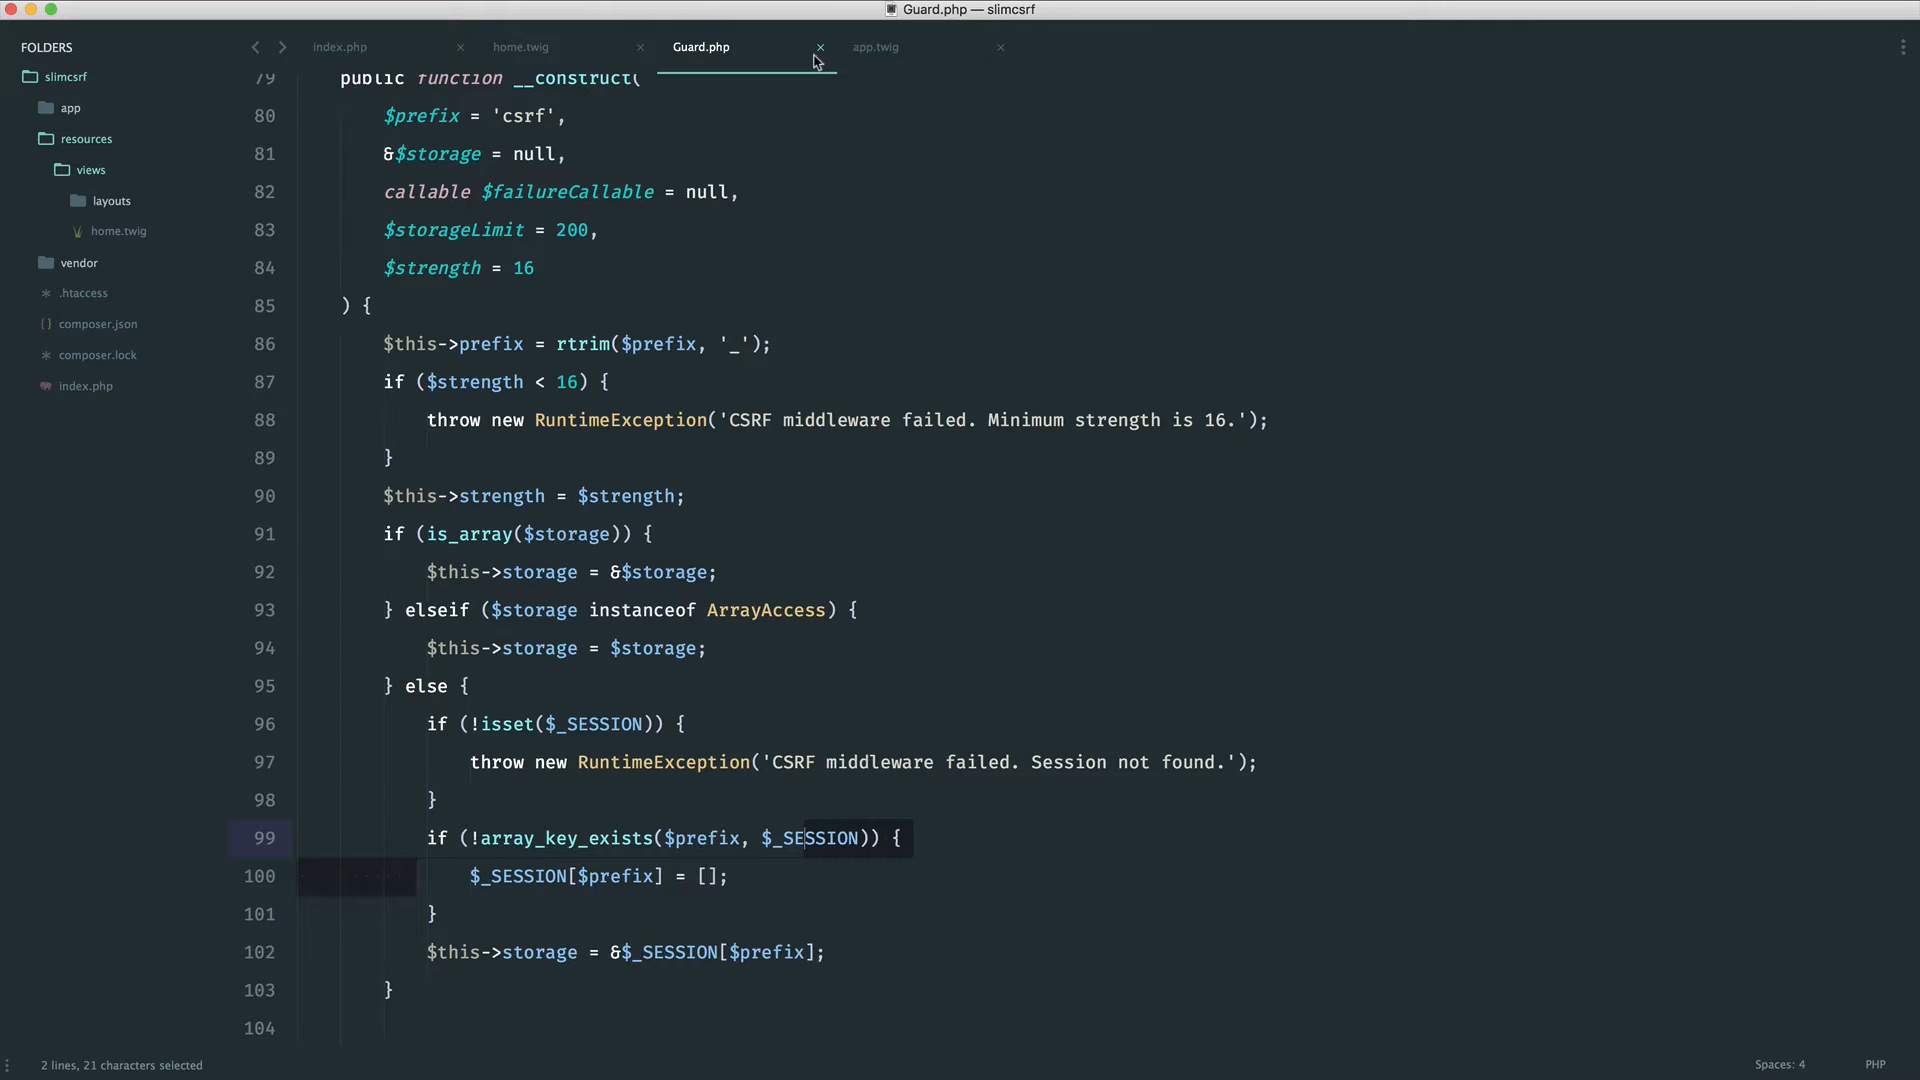 Guard.php — slimcsrf
FOLDERS
slimcsrf
app
resources
views
layouts
home.twig
vendor
.htaccess
composer.json
composer.lock
index.php
index.php × home.twig × Guard.php × app.twig ×
79 public function __construct(
80 $prefix = 'csrf',
81 &$storage = null,
82 callable $failureCallable = null,
83 $storageLimit = 200,
84 $strength = 16
85 ) {
86 $this->prefix = rtrim($prefix, '_');
87 if ($strength < 16) {
88 throw new RuntimeException('CSRF middleware failed. Minimum strength is 16.');
89 }
90 $this->strength = $strength;
91 if (is_array($storage)) {
92 $this->storage = &$storage;
93 } elseif ($storage instanceof ArrayAccess) {
94 $this->storage = $storage;
95 } else {
96 if (!isset($_SESSION)) {
97 throw new RuntimeException('CSRF middleware failed. Session not found.');
98 }
99 if (!array_key_exists($prefix, $_SESSION)) {
100 $_SESSION[$prefix] = [];
101 }
102 $this->storage = &$_SESSION[$prefix];
103 }
104
2 lines, 21 characters selected
Spaces: 4
PHP